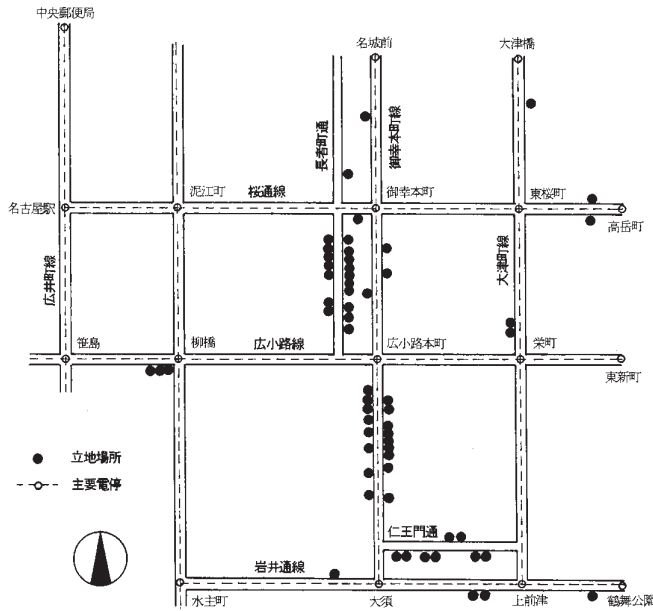 中央郵便局
名城前
大津橋
長者町通
御幸本町線
泥江町
桜通線
御幸本町
東桜町
名古屋駅
高岳町
広井町線
大津町線
笹島
柳橋
広小路線
広小路本町
栄町
東新町
立地場所
主要電停
仁王門通
岩井通線
水主町
大須
上前津
鶴舞公園